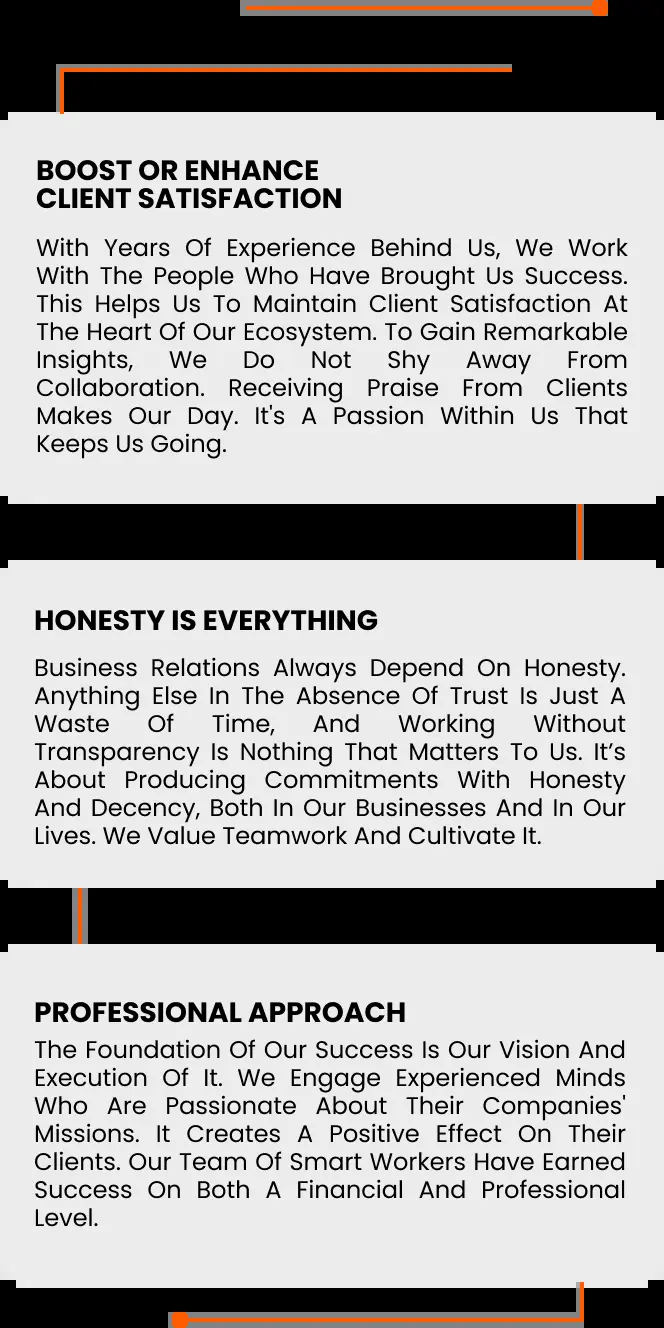 BOOST OR ENHANCE
CLIENT SATISFACTION
With Years Of Experience Behind Us, We Work
With The People Who Have Brought Us Success.
This Helps Us To Maintain Client Satisfaction At
The Heart Of Our Ecosystem. To Gain Remarkable
Insights, We Do Not Shy Away From
Collaboration. Receiving Praise From Clients
Makes Our Day. It's A Passion Within Us That
Keeps Us Going.
HONESTY IS EVERYTHING
Business Relations Always Depend On Honesty.
Anything Else In The Absence Of Trust Is Just A
Waste Of Time, And Working Without
Transparency Is Nothing That Matters To Us. It’s
About Producing Commitments With Honesty
And Decency, Both In Our Businesses And In Our
Lives. We Value Teamwork And Cultivate It.
PROFESSIONAL APPROACH
The Foundation Of Our Success Is Our Vision And
Execution Of It. We Engage Experienced Minds
Who Are Passionate About Their Companies'
Missions. It Creates A Positive Effect On Their
Clients. Our Team Of Smart Workers Have Earned
Success On Both A Financial And Professional
Level.